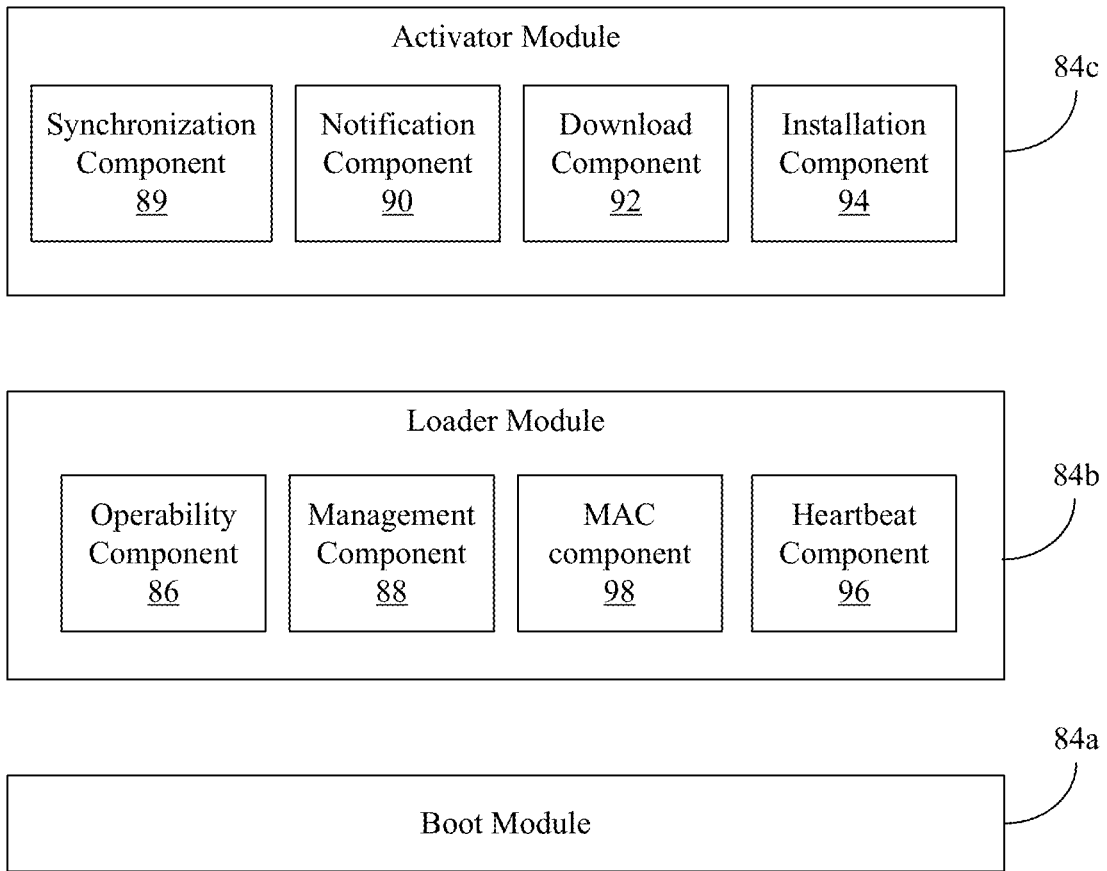 Activator Module
84c
Synchronization Component 89
Notification Component 90
Download Component 92
Installation Component 94
Loader Module
84b
Operability Component 86
Management Component 88
MAC component 98
Heartbeat Component 96
84a
Boot Module